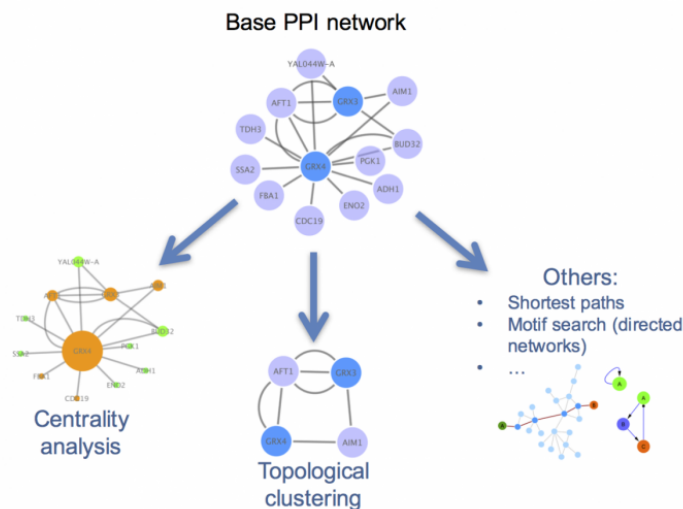 Base PPI network
YAL044W-A
AFT1
GRX3
AIM1
TDH3
BUD32
SSA2
GRX4
PGK1
FBA1
ADH1
ENO2
CDC19
YAL044W-A
TDH3
BUD32
SSA2
GRX4
PGK1
ADH1
ENO2
CDC19
Centrality
analysis
AFT1
GRX3
GRX4
AIM1
Topological
clustering
Others:
• Shortest paths
• Motif search (directed
networks)
• ...
A
A
B
C